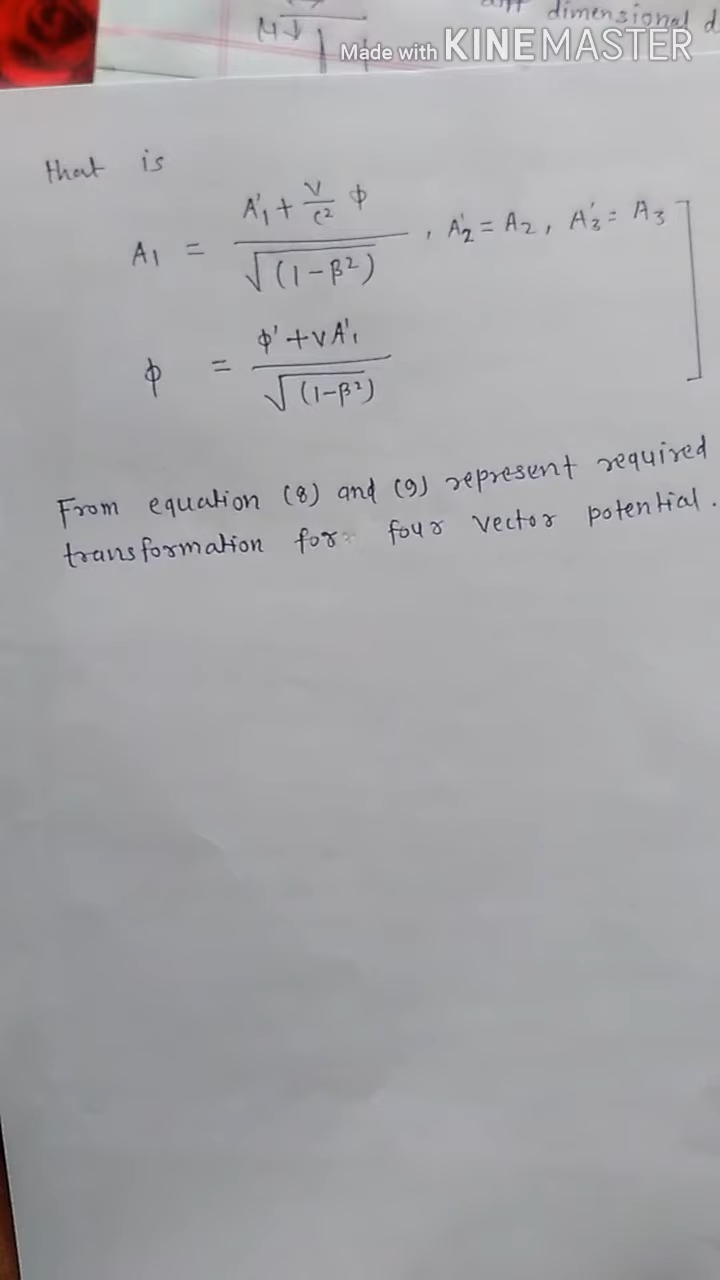 dimensional d
Made with KINEMASTER
that is
A₁ = (A'₁ + v/c² ϕ) / √(1-β²) , A'₂ = A₂, A'₃ = A₃ ]
ϕ = (ϕ' + vA'₁) / √(1-β²)
From equation (8) and (9) represent required
transformation for four vector potential.